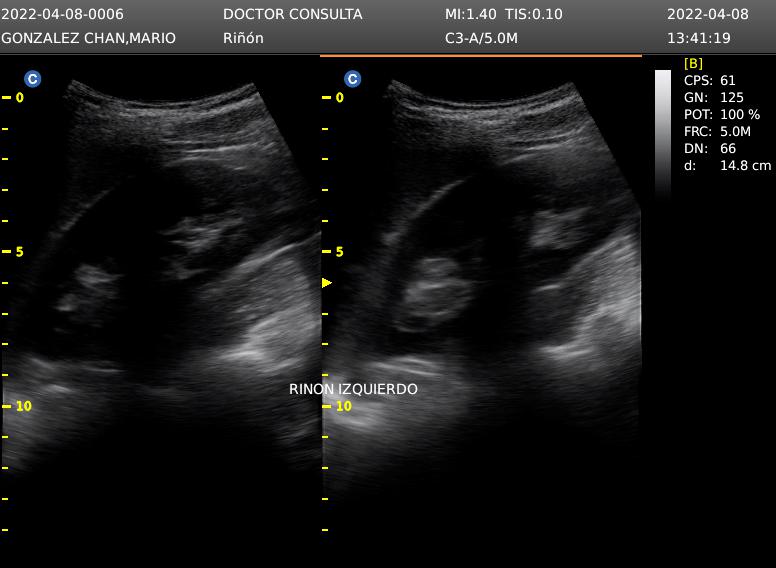 2022-04-08-0006 DOCTOR CONSULTA MI:1.40 TIS:0.10 2022-04-08
GONZALEZ CHAN,MARIO Riñón C3-A/5.0M 13:41:19
C C [B]
CPS: 61
0 0
GN: 125
POT: 100 %
FRC: 5.0M
DN: 66
d: 14.8 cm
5 5
RINON IZQUIERDO
10 10